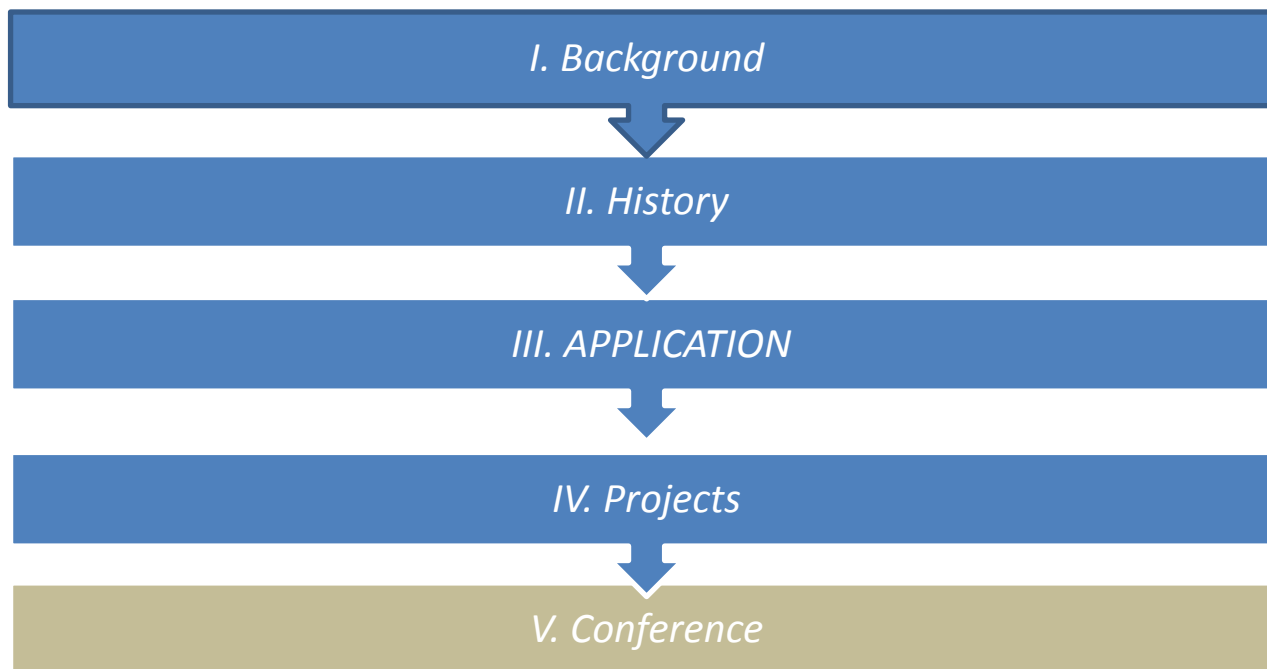 I. Background
II. History
III. APPLICATION
IV. Projects
V. Conference